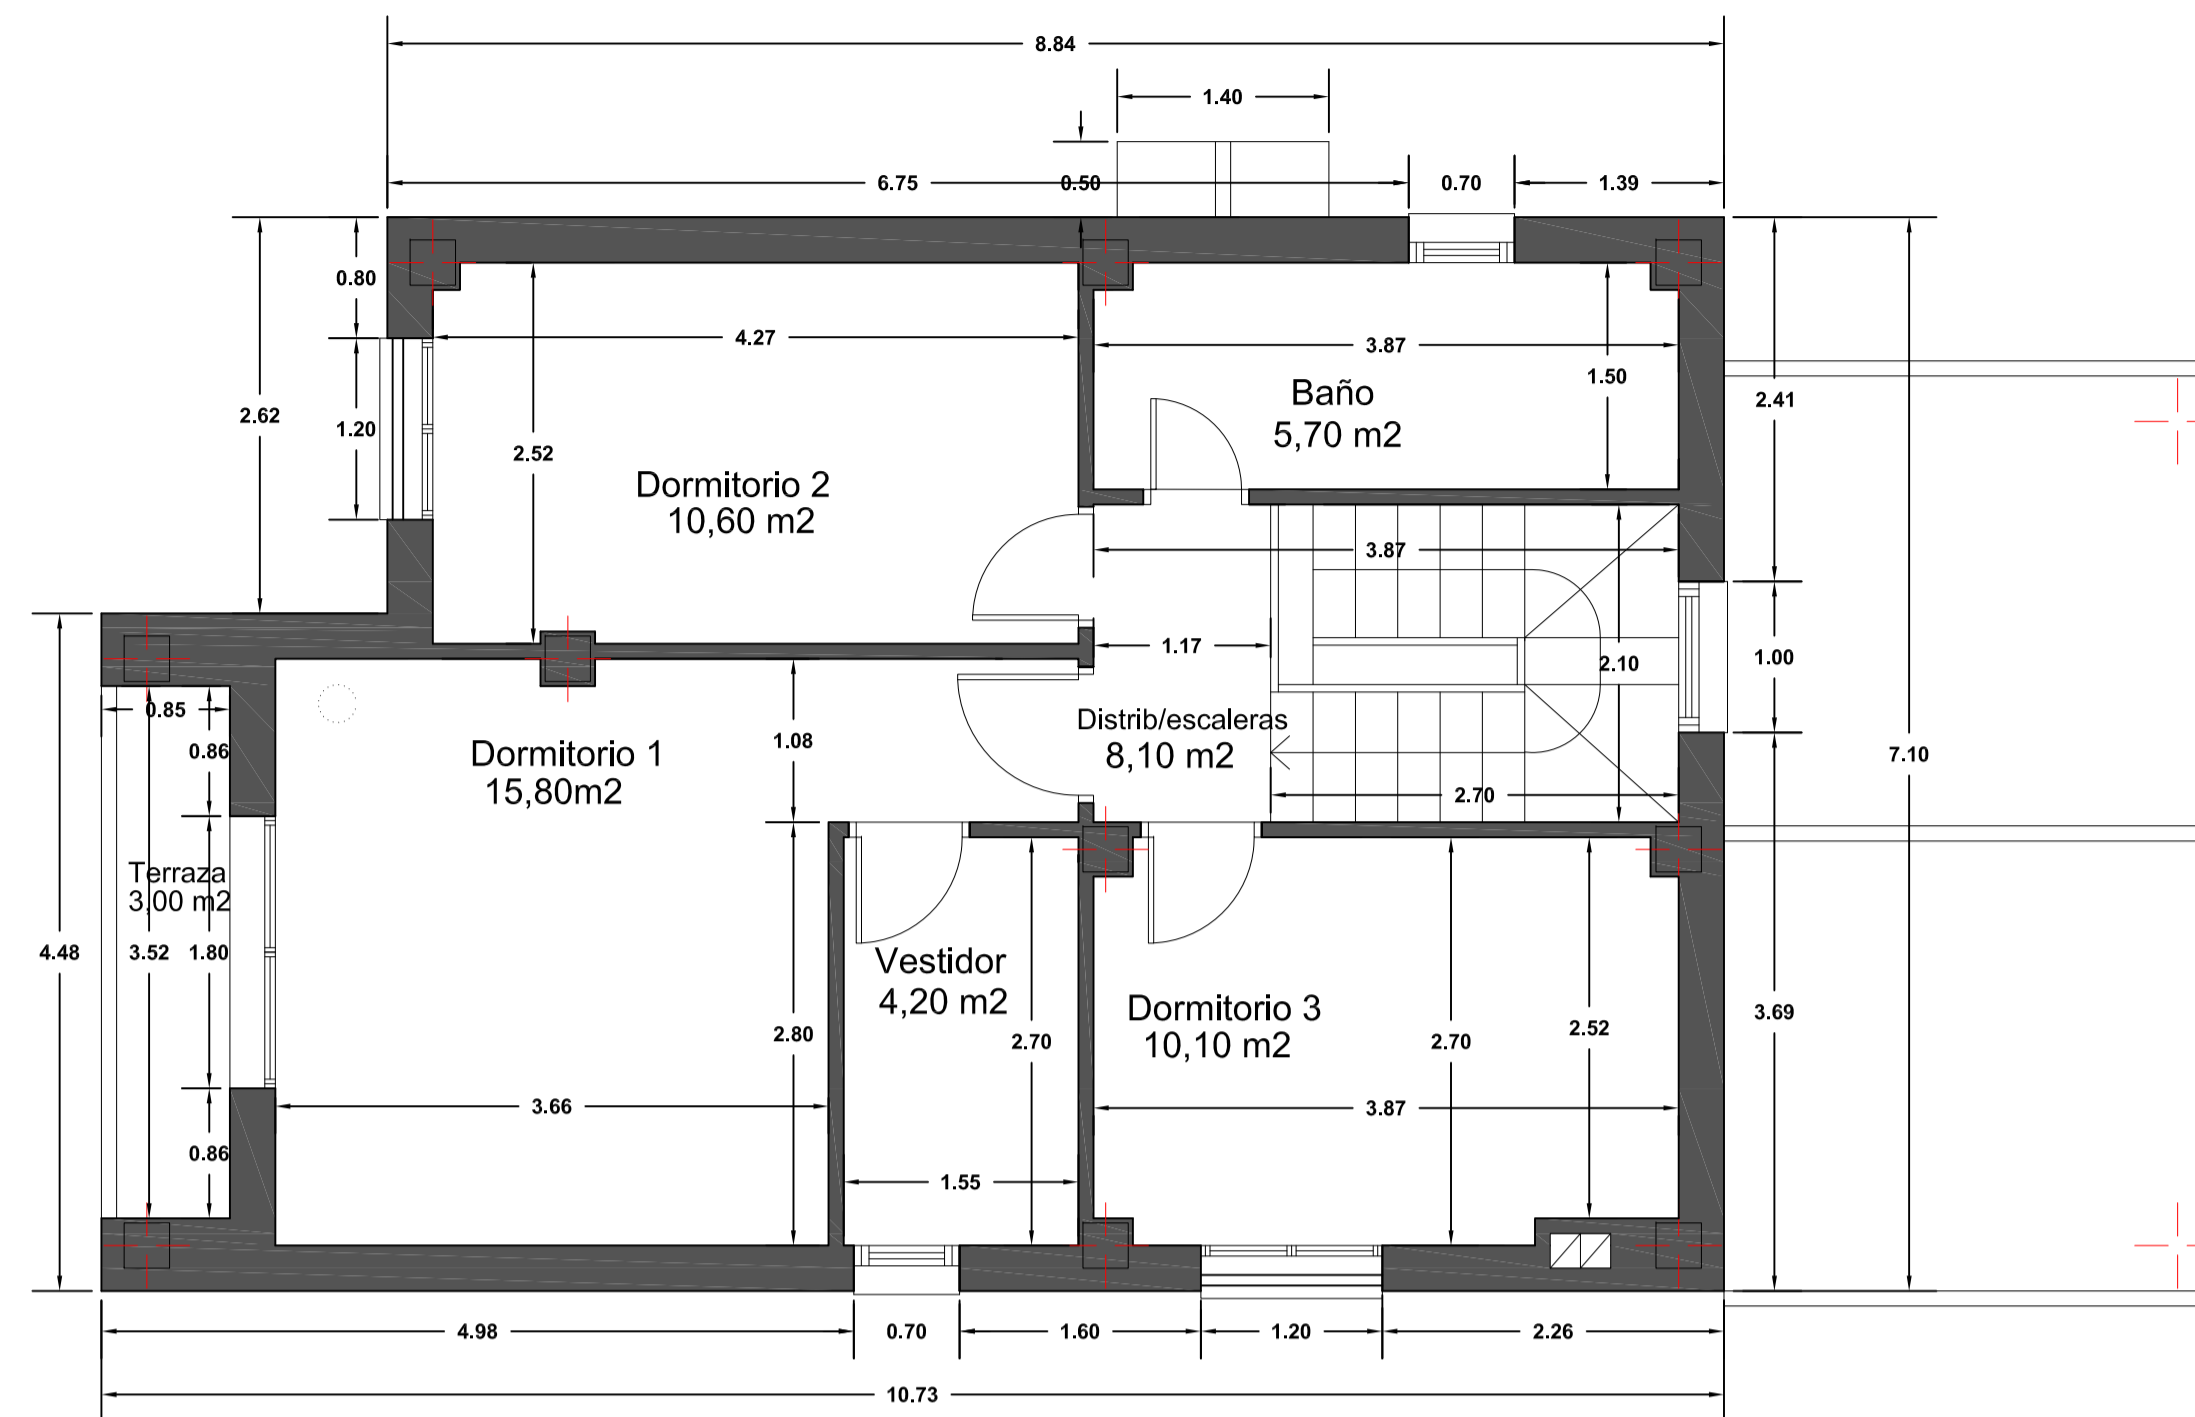 8.84
1.40
6.75
0.50
0.70
1.39
0.80
4.27
3.87
1.50
Baño
5,70 m2
2.41
2.62
1.20
2.52
Dormitorio 2
10,60 m2
3.87
1.17
2.10
1.00
0.85
0.86
Dormitorio 1
15,80m2
1.08
Distrib/escaleras
8,10 m2
7.10
2.70
Terraza
3,00 m2
4.48
3.52
1.80
Vestidor
4,20 m2
Dormitorio 3
10,10 m2
3.69
2.80
2.70
2.70
2.52
3.66
3.87
0.86
1.55
4.98
0.70
1.60
1.20
2.26
10.73